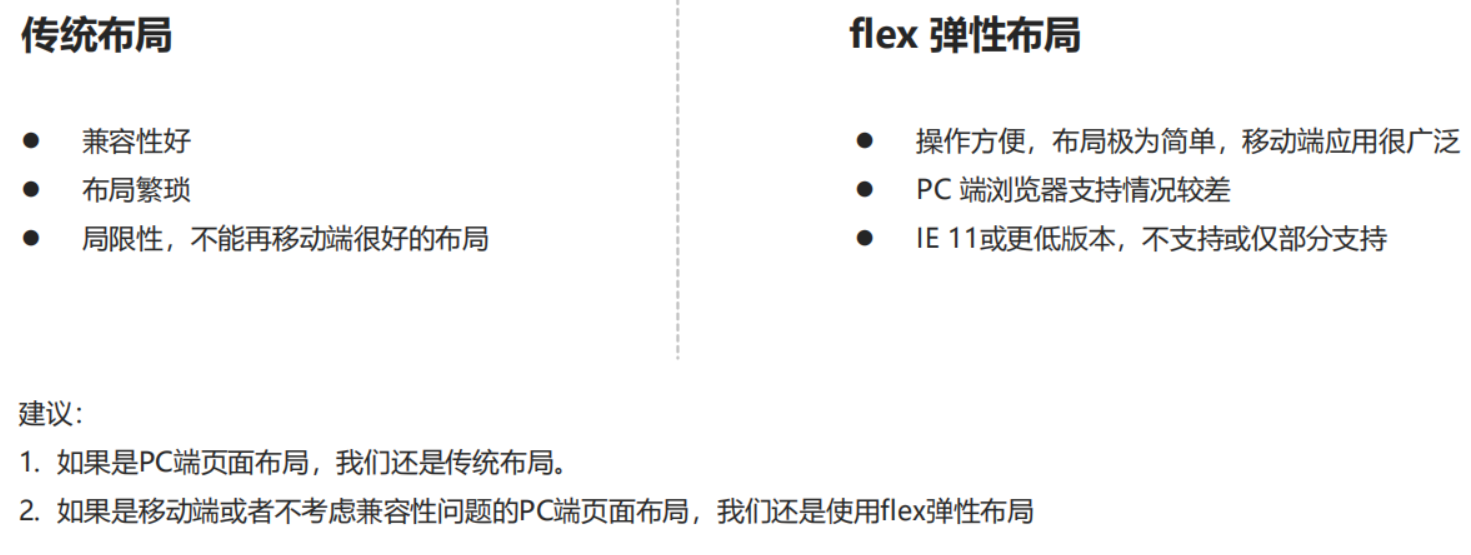 传统布局
● 兼容性好
● 布局繁琐
● 局限性，不能再移动端很好的布局
flex 弹性布局
● 操作方便，布局极为简单，移动端应用很广泛
● PC 端浏览器支持情况较差
● IE 11或更低版本，不支持或仅部分支持
建议：
1. 如果是PC端页面布局，我们还是传统布局。
2. 如果是移动端或者不考虑兼容性问题的PC端页面布局，我们还是使用flex弹性布局